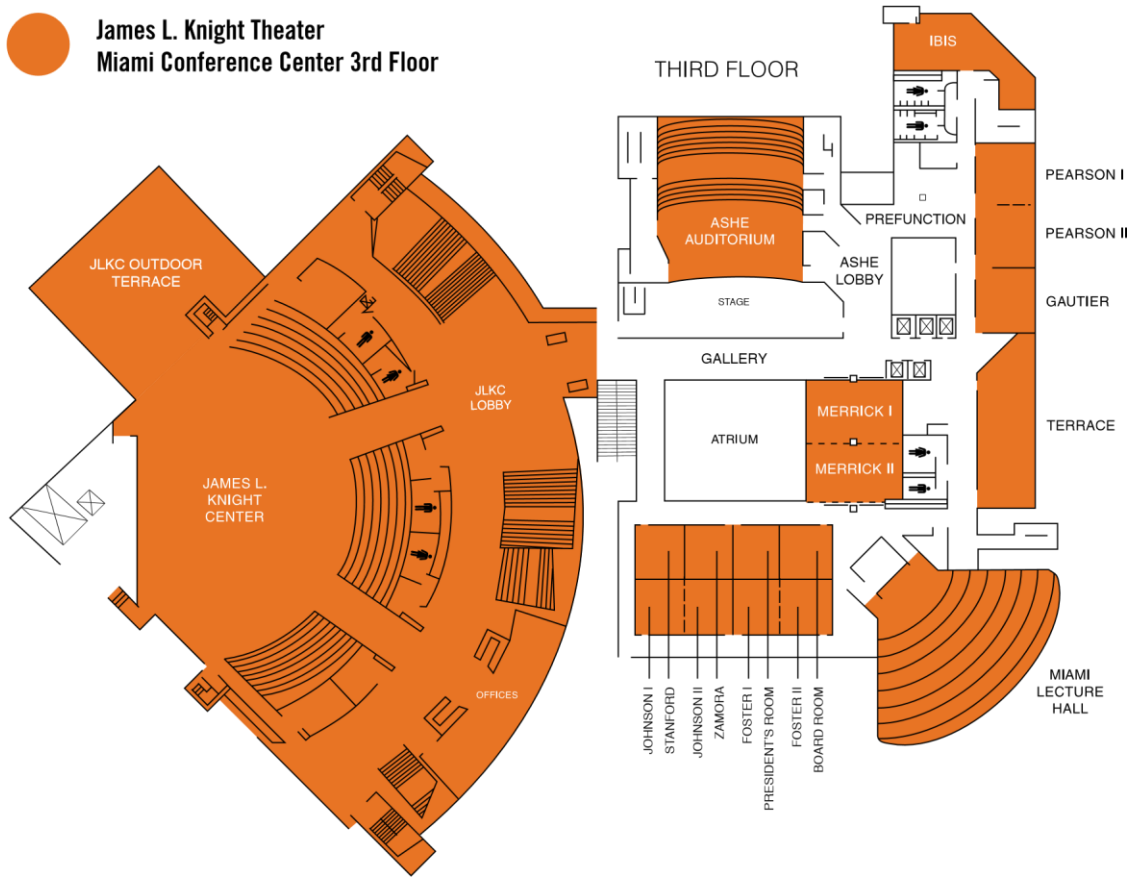 James L. Knight Theater
Miami Conference Center 3rd Floor
THIRD FLOOR
IBIS
PEARSON I
PEARSON II
GAUTIER
PREFUNCTION
ASHE
AUDITORIUM
ASHE
LOBBY
STAGE
GALLERY
JLKC OUTDOOR
TERRACE
JLKC
LOBBY
JAMES L.
KNIGHT
CENTER
OFFICES
ATRIUM
MERRICK I
MERRICK II
TERRACE
JOHNSON I
STANFORD
JOHNSON II
ZAMORA
FOSTER I
PRESIDENT'S ROOM
FOSTER II
BOARD ROOM
MIAMI
LECTURE
HALL